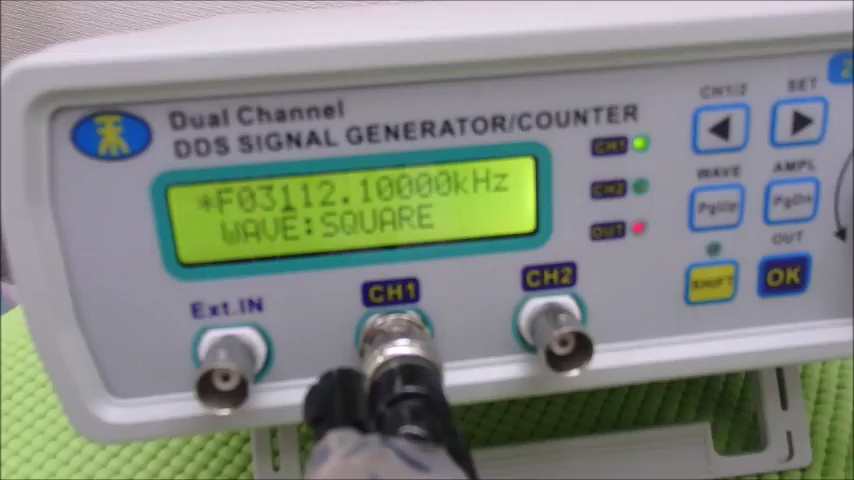 Dual Channel
DDS SIGNAL GENERATOR/COUNTER
*F03112.10000kHz
WAVE:SQUARE
CH1
CH2
OUT
CH1/2
SET
WAVE
AMPL
PgUp
PgDn
OUT
SHIFT
OK
Ext.IN
CH1
CH2
2